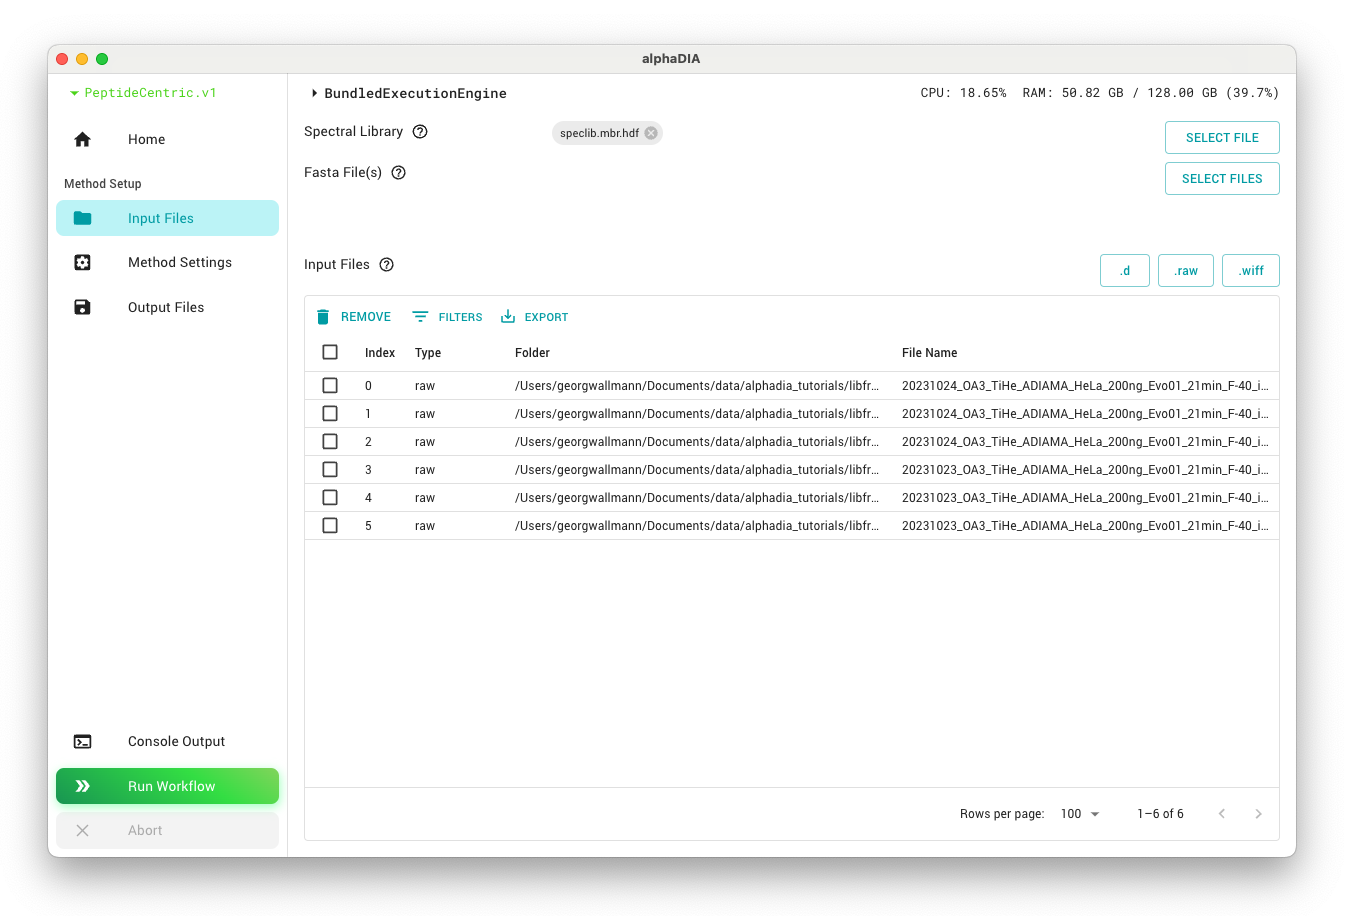 alphaDIA
PeptideCentric.v1
BundledExecutionEngine
CPU: 18.65% RAM: 50.82 GB / 128.00 GB (39.7%)
Home
Method Setup
Input Files
Method Settings
Output Files
Console Output
Run Workflow
Abort
Spectral Library
speclib.mbr.hdf
SELECT FILE
Fasta File(s)
SELECT FILES
Input Files
.d
.raw
.wiff
REMOVE FILTERS EXPORT
Index Type Folder File Name
0 raw /Users/georgwallmann/Documents/data/alphadia_tutorials/libfr... 20231024_OA3_TiHe_ADIAMA_HeLa_200ng_Evo01_21min_F-40_i...
1 raw /Users/georgwallmann/Documents/data/alphadia_tutorials/libfr... 20231024_OA3_TiHe_ADIAMA_HeLa_200ng_Evo01_21min_F-40_i...
2 raw /Users/georgwallmann/Documents/data/alphadia_tutorials/libfr... 20231024_OA3_TiHe_ADIAMA_HeLa_200ng_Evo01_21min_F-40_i...
3 raw /Users/georgwallmann/Documents/data/alphadia_tutorials/libfr... 20231023_OA3_TiHe_ADIAMA_HeLa_200ng_Evo01_21min_F-40_i...
4 raw /Users/georgwallmann/Documents/data/alphadia_tutorials/libfr... 20231023_OA3_TiHe_ADIAMA_HeLa_200ng_Evo01_21min_F-40_i...
5 raw /Users/georgwallmann/Documents/data/alphadia_tutorials/libfr... 20231023_OA3_TiHe_ADIAMA_HeLa_200ng_Evo01_21min_F-40_i...
Rows per page: 100 1–6 of 6